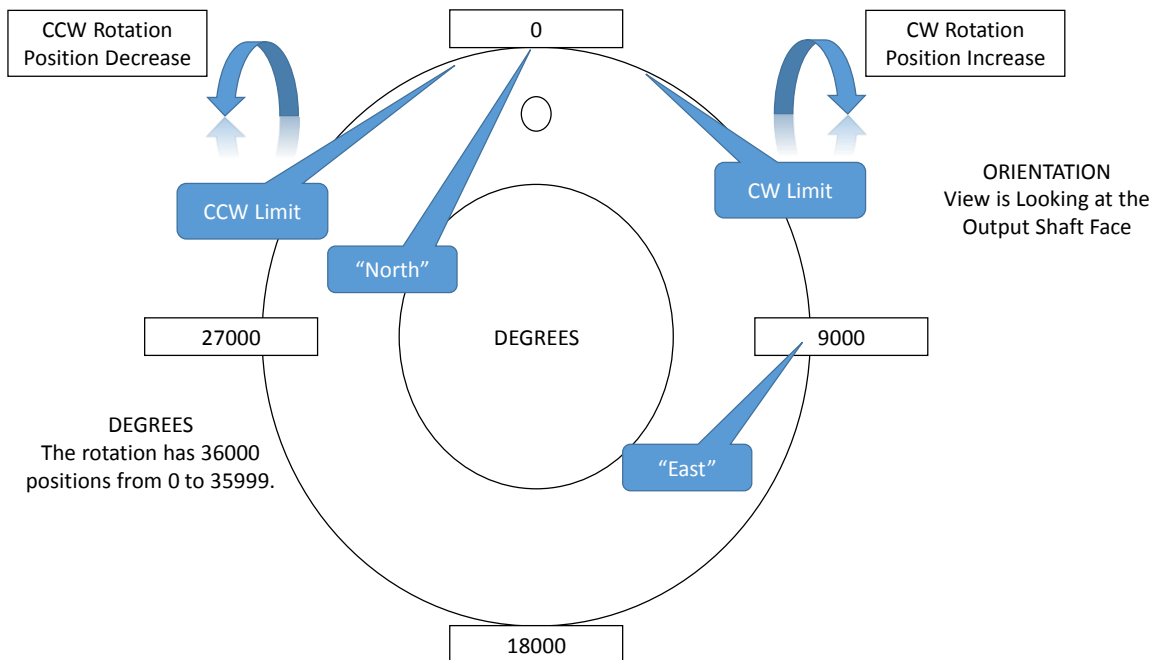 CCW Rotation
Position Decrease
0
CW Rotation
Position Increase
CCW Limit
CW Limit
ORIENTATION
View is Looking at the
Output Shaft Face
“North”
27000
DEGREES
9000
DEGREES
The rotation has 36000
positions from 0 to 35999.
“East”
18000